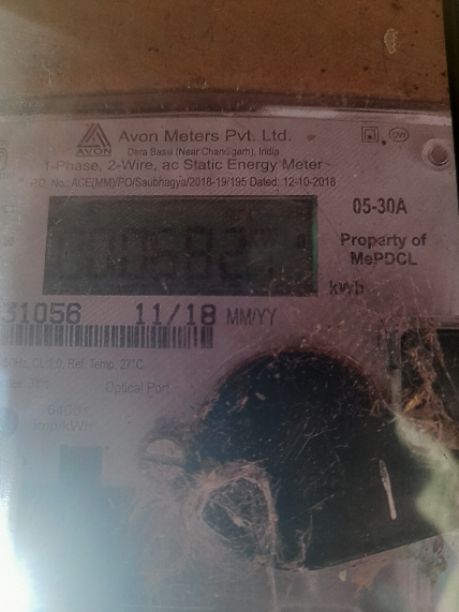 Avon Meters Pvt. Ltd.
AVON
Dera Bassi (Near Chandigarh), India
1-Phase, 2-Wire, ac Static Energy Meter
P.O. No.: ACE(MM)/PO/Saubhagya/2018-19/195 Dated: 12-10-2018
05-30A
Property of
MePDCL
kWh
31056 11/18 MM/YY
50Hz, CL 1.0, Ref. Temp. 27°C
Optical Port
6400
imp/kWh